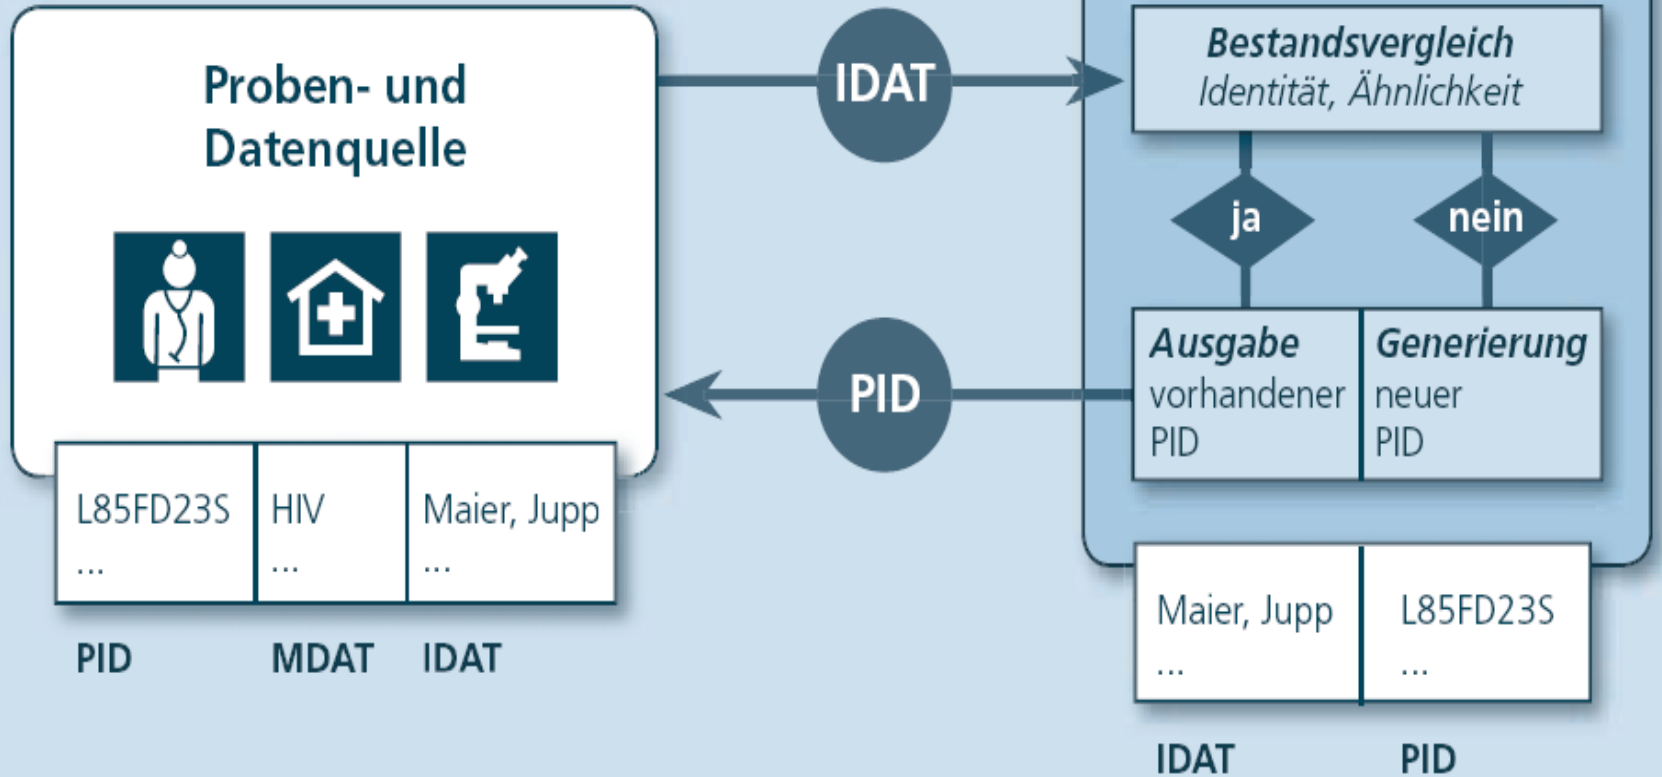 Proben- und
Datenquelle
L85FD23S
HIV
Maier, Jupp
...
...
...
PID
MDAT
IDAT
IDAT
PID
Bestandsvergleich
Identität, Ähnlichkeit
ja
nein
Ausgabe
vorhandener
PID
Generierung
neuer
PID
Maier, Jupp
L85FD23S
...
...
IDAT
PID